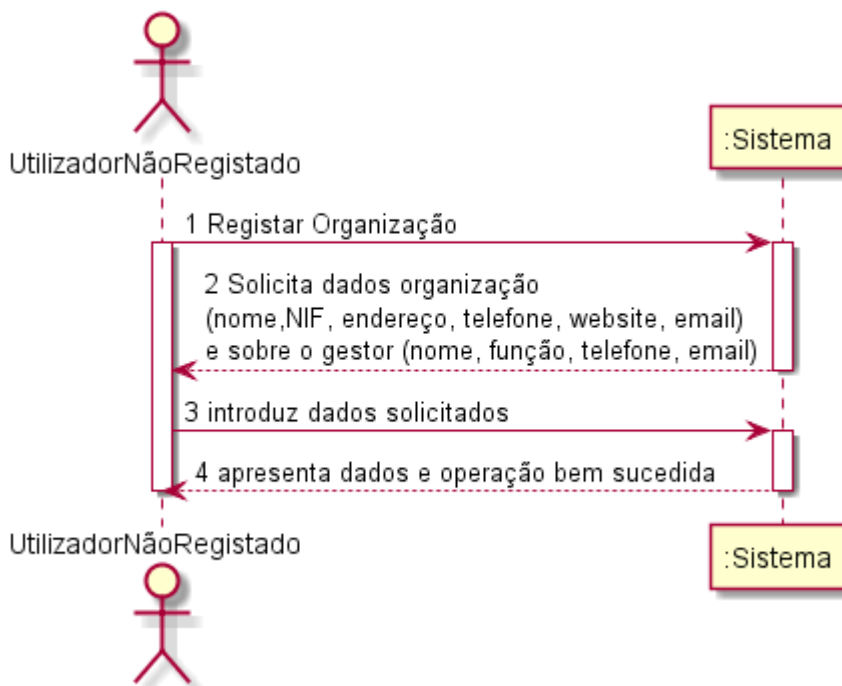 UtilizadorNãoRegistado
:Sistema
1 Registar Organização
2 Solicita dados organização
(nome,NIF, endereço, telefone, website, email)
e sobre o gestor (nome, função, telefone, email)
3 introduz dados solicitados
4 apresenta dados e operação bem sucedida
UtilizadorNãoRegistado
:Sistema